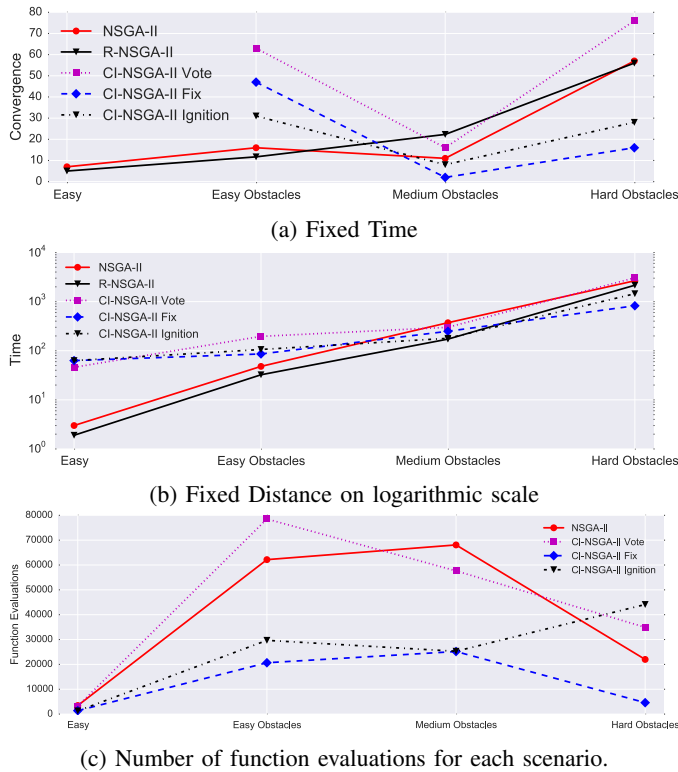 80
70
60
50
40
30
20
10
0
Convergence
NSGA-II
R-NSGA-II
CI-NSGA-II Vote
CI-NSGA-II Fix
CI-NSGA-II Ignition
Easy Easy Obstacles Medium Obstacles Hard Obstacles
(a) Fixed Time
10^4
10^3
10^2
10^1
10^0
Time
NSGA-II
R-NSGA-II
CI-NSGA-II Vote
CI-NSGA-II Fix
CI-NSGA-II Ignition
Easy Easy Obstacles Medium Obstacles Hard Obstacles
(b) Fixed Distance on logarithmic scale
80000
70000
60000
50000
40000
30000
20000
10000
0
Function Evaluations
NSGA-II
CI-NSGA-II Vote
CI-NSGA-II Fix
CI-NSGA-II Ignition
Easy Easy Obstacles Medium Obstacles Hard Obstacles
(c) Number of function evaluations for each scenario.